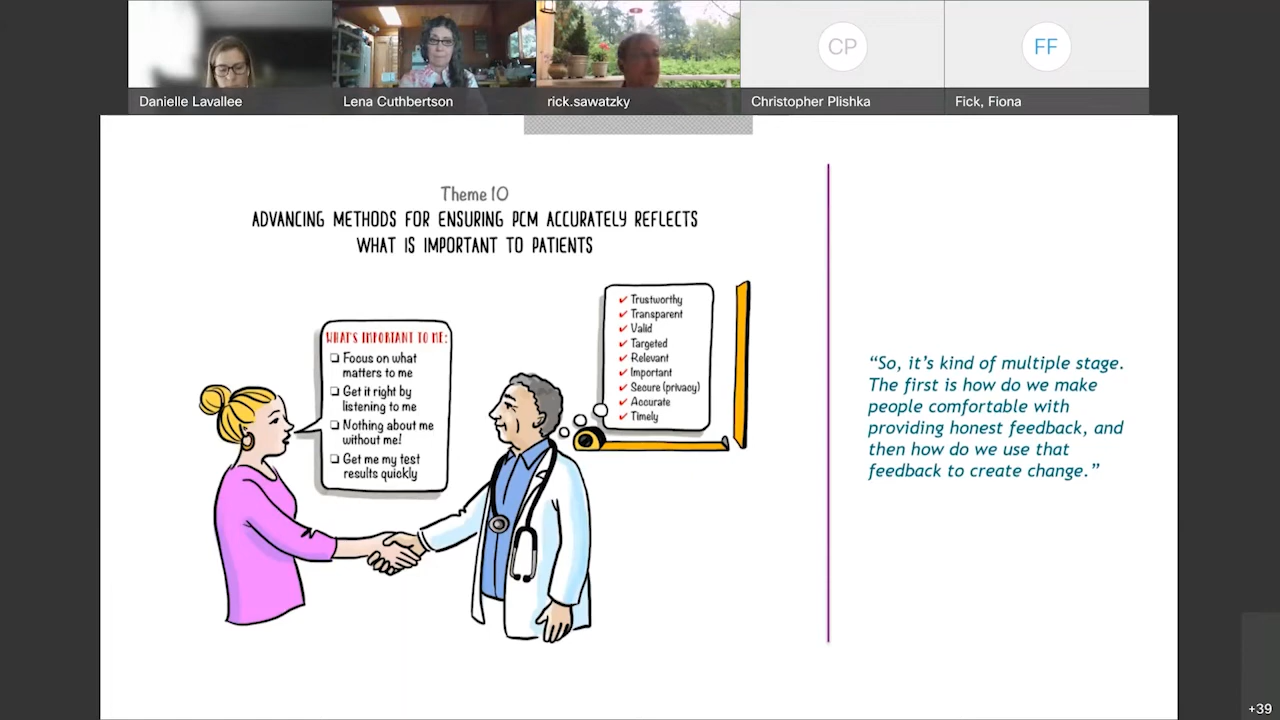 Danielle Lavallee
Lena Cuthbertson
rick.sawatzky
CP
Christopher Plishka
FF
Fick, Fiona
Theme 10
ADVANCING METHODS FOR ENSURING PCM ACCURATELY REFLECTS
WHAT IS IMPORTANT TO PATIENTS
WHAT'S IMPORTANT TO ME:
Focus on what
matters to me
Get it right by
listening to me
Nothing about me
without me!
Get me my test
results quickly
Trustworthy
Transparent
Valid
Targeted
Relevant
Important
Secure (privacy)
Accurate
Timely
“So, it’s kind of multiple stage.
The first is how do we make
people comfortable with
providing honest feedback, and
then how do we use that
feedback to create change.”
+39